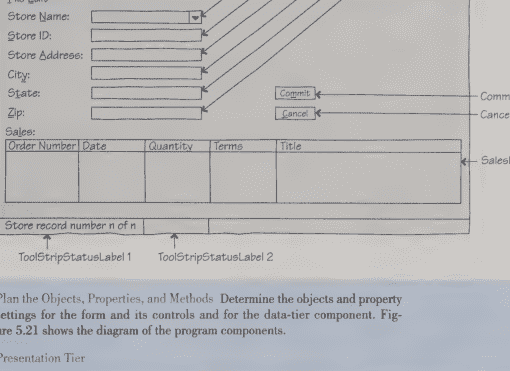 Store Name:
Store ID:
Store Address:
City:
State:
Zip:
Commit
Cancel
Sales:
Order Number Date Quantity Terms Title
Store record number n of n
ToolStripStatusLabel 1 ToolStripStatusLabel 2
Plan the Objects, Properties, and Methods Determine the objects and property
settings for the form and its controls and for the data-tier component. Fig-
ure 5.21 shows the diagram of the program components.
Presentation Tier